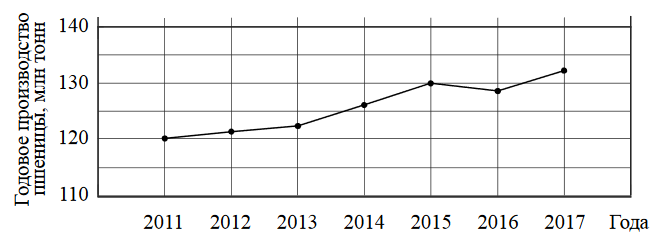 Годовое производство
пшеницы, млн тонн
140
130
120
110
2011 2012 2013 2014 2015 2016 2017 Года